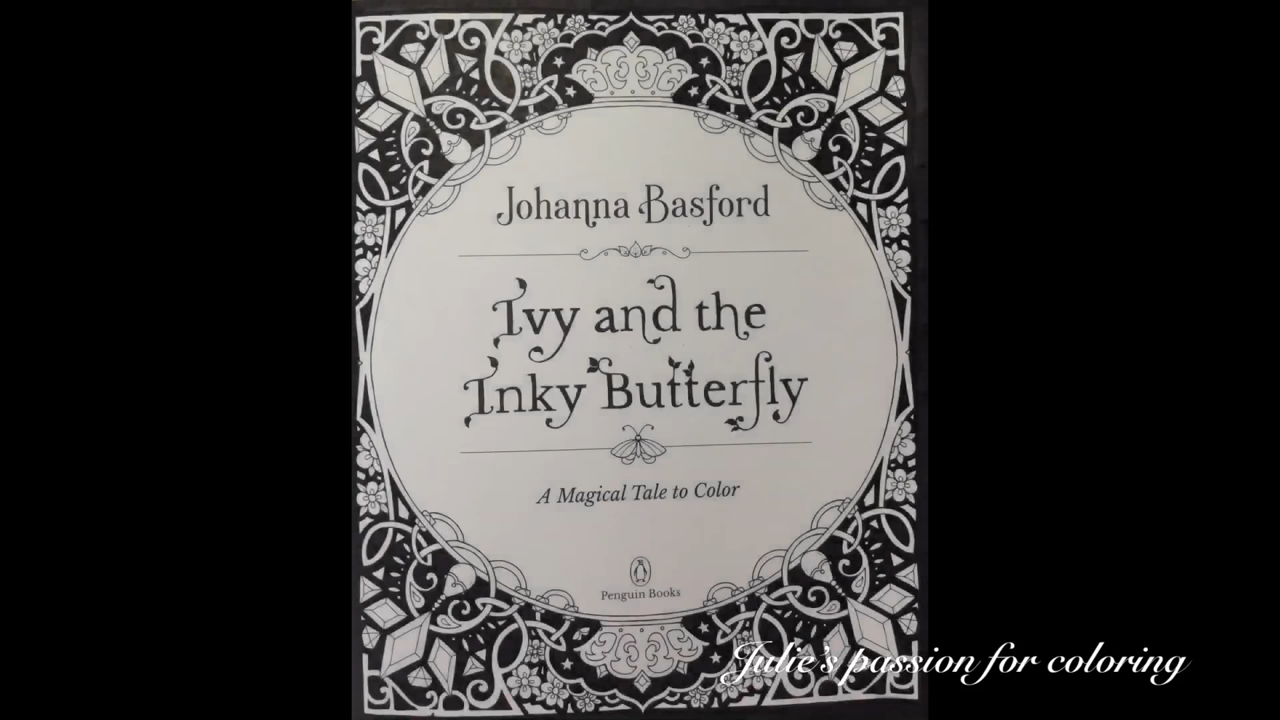 Johanna Basford
Ivy and the
Inky Butterfly
A Magical Tale to Color
Penguin Books
Julie's passion for coloring